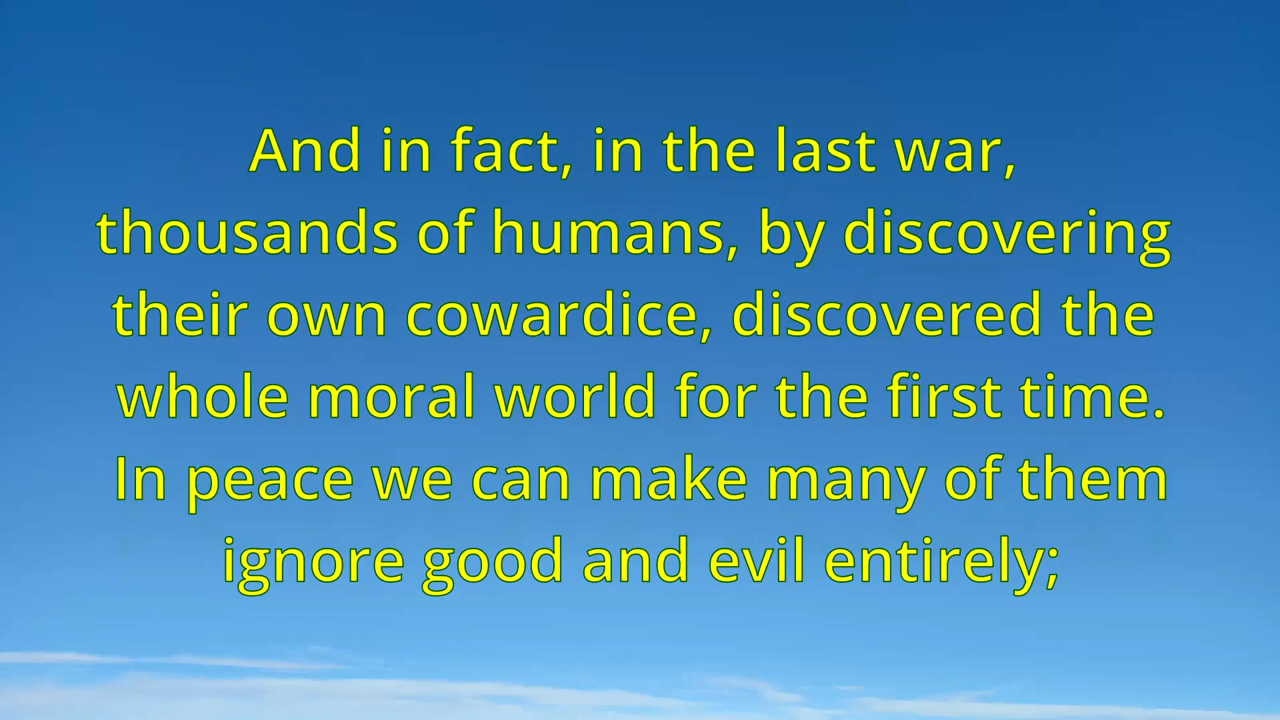 And in fact, in the last war,
thousands of humans, by discovering
their own cowardice, discovered the
whole moral world for the first time.
In peace we can make many of them
ignore good and evil entirely;